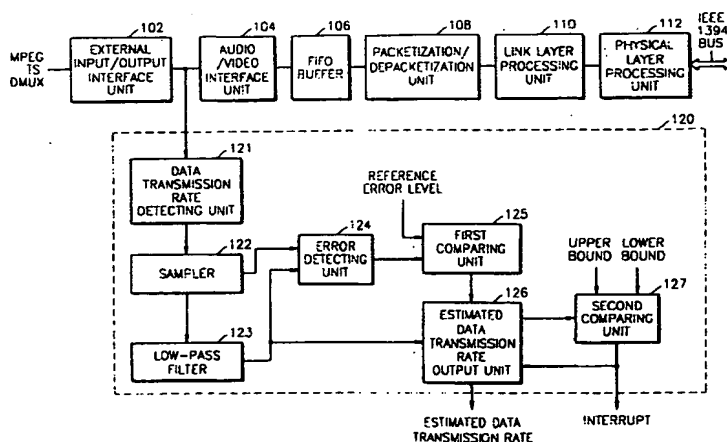 102
104
106
108
110
112
MPEG
TS
DMUX
EXTERNAL
INPUT/OUTPUT
INTERFACE
UNIT
AUDIO
/VIDEO
INTERFACE
UNIT
FIFO
BUFFER
PACKETIZATION/
DEPACKETIZATION
UNIT
LINK LAYER
PROCESSING
UNIT
PHYSICAL
LAYER
PROCESSING
UNIT
IEEE
1394
BUS
120
121
DATA
TRANSMISSION
RATE
DETECTING UNIT
REFERENCE
ERROR LEVEL
122
SAMPLER
124
ERROR
DETECTING
UNIT
125
FIRST
COMPARING
UNIT
UPPER
BOUND
LOWER
BOUND
123
LOW-PASS
FILTER
126
ESTIMATED
DATA
TRANSMISSION
RATE
OUTPUT UNIT
127
SECOND
COMPARING
UNIT
ESTIMATED DATA
TRANSMISSION RATE
INTERRUPT